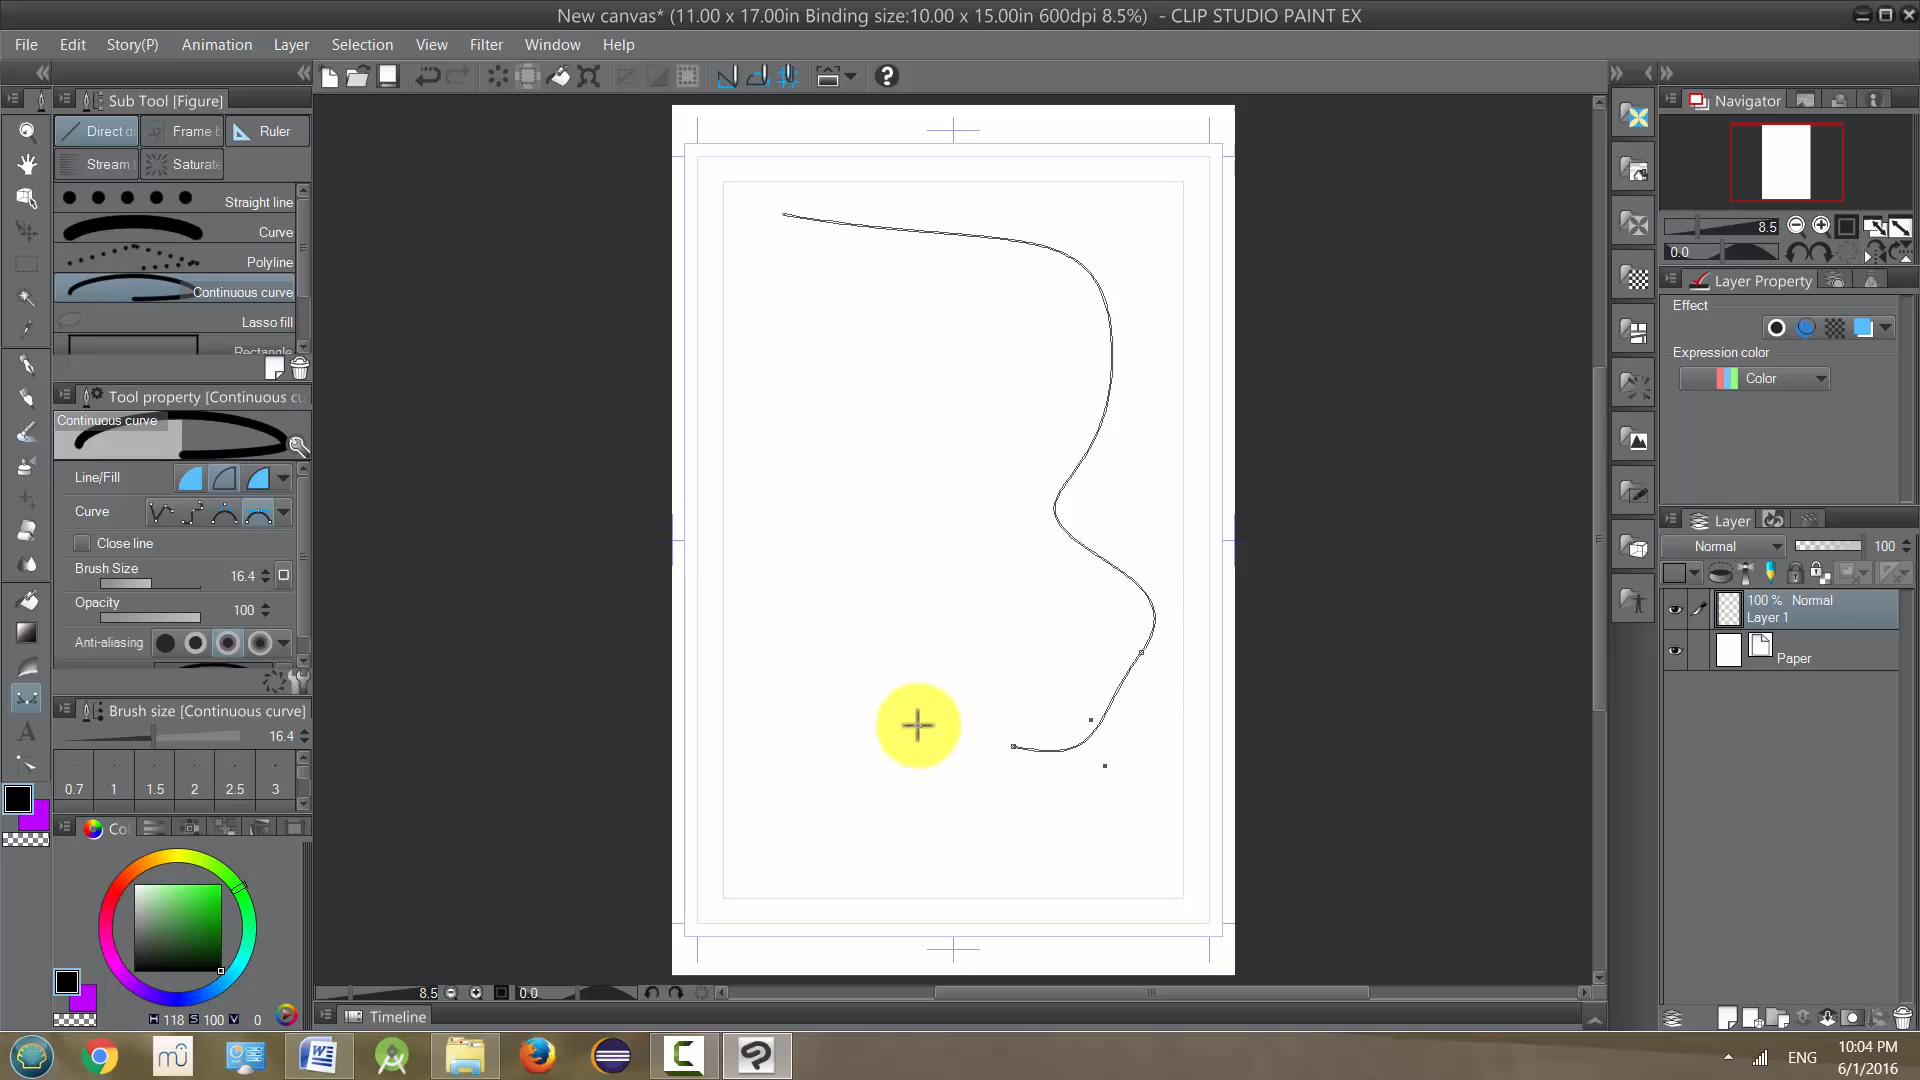 New canvas* (11.00 x 17.00in Binding size:10.00 x 15.00in 600dpi 8.5%) - CLIP STUDIO PAINT EX
File Edit Story(P) Animation Layer Selection View Filter Window Help
Sub Tool [Figure]
Direct d
Frame b
Ruler
Stream
Saturate
Straight line
Curve
Polyline
Continuous curve
Lasso fill
Rectangle
Tool property [Continuous cu
Continuous curve
Line/Fill
Curve
Close line
Brush Size 16.4
Opacity 100
Anti-aliasing
Brush size [Continuous curve]
16.4
0.7 1 2 2.5 3
Col
H 118 S 100 V 0
8.5 0.0
Timeline
Navigator
8.5
0.0
Layer Property
Effect
Expression color
Color
Layer
Normal 100
100 % Normal
Layer 1
Paper
A
W
ENG
10:04 PM
6/1/2016